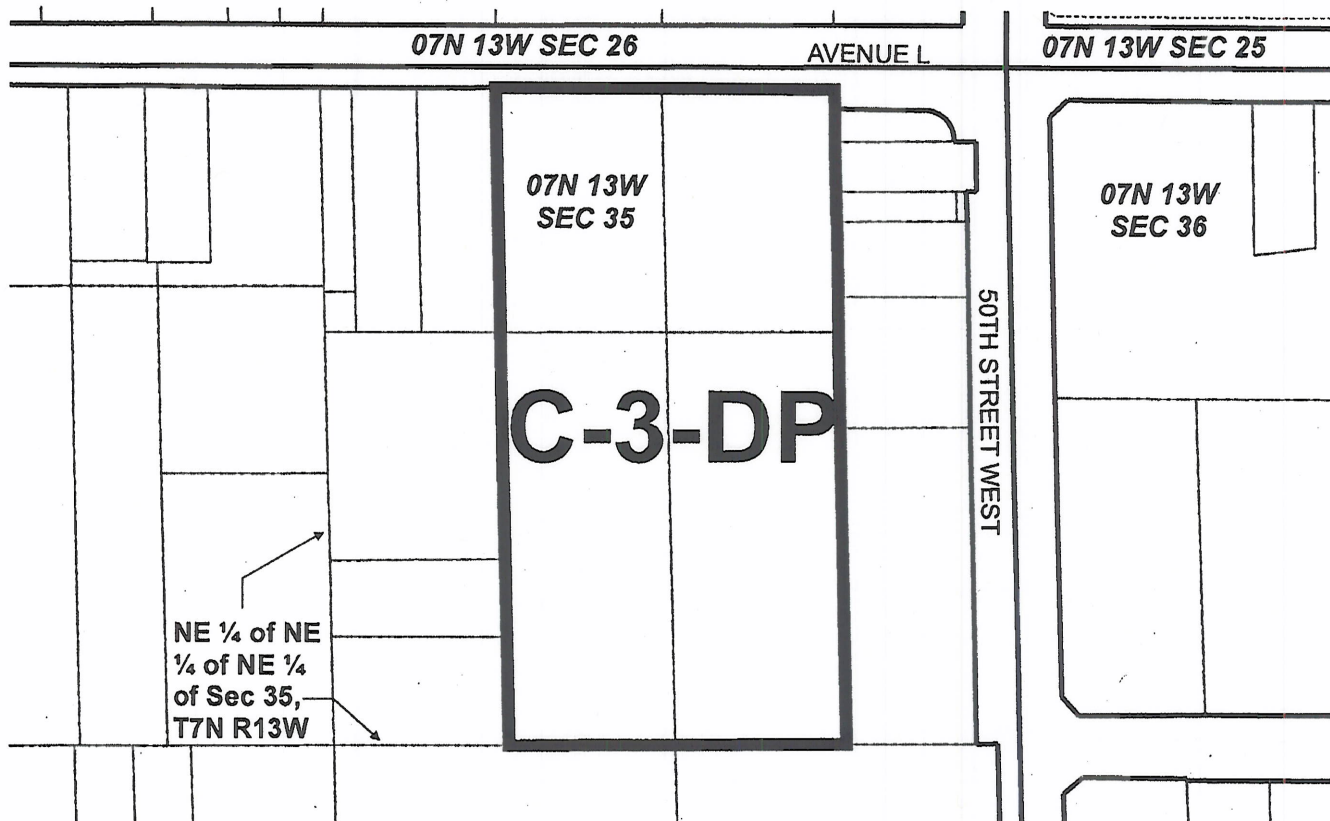 07N 13W SEC 26
AVENUE L
07N 13W SEC 25
07N 13W
SEC 35
07N 13W
SEC 36
50TH STREET WEST
C-3-DP
NE ¼ of NE
¼ of NE ¼
of Sec 35,
T7N R13W